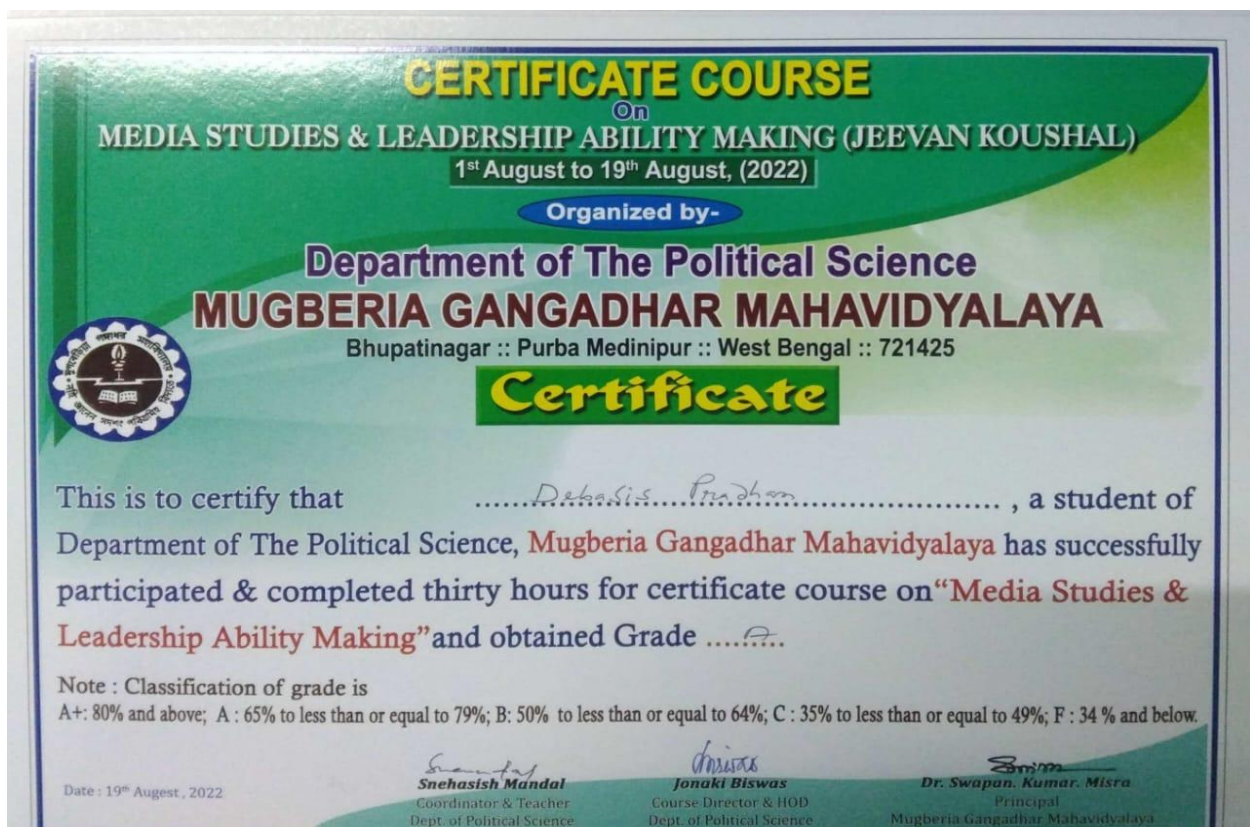 CERTIFICATE COURSE
On
MEDIA STUDIES & LEADERSHIP ABILITY MAKING (JEEVAN KOUSHAL)
1st August to 19th August, (2022)
Organized by-
Department of The Political Science
MUGBERIA GANGADHAR MAHAVIDYALAYA
Bhupatinagar :: Purba Medinipur :: West Bengal :: 721425
Certificate
This is to certify that ......Debasis....Pradhan......................... , a student of
Department of The Political Science, Mugberia Gangadhar Mahavidyalaya has successfully
participated & completed thirty hours for certificate course on “Media Studies &
Leadership Ability Making” and obtained Grade ....A..
Note : Classification of grade is
A+: 80% and above; A : 65% to less than or equal to 79%; B: 50% to less than or equal to 64%; C : 35% to less than or equal to 49%; F : 34 % and below.
Date : 19th Augest, 2022
Snehasish Mandal
Coordinator & Teacher
Dept. of Political Science
Jonaki Biswas
Course Director & HOD
Dept. of Political Science
Dr. Swapan. Kumar. Misra
Principal
Mugberia Gangadhar Mahavidyalaya